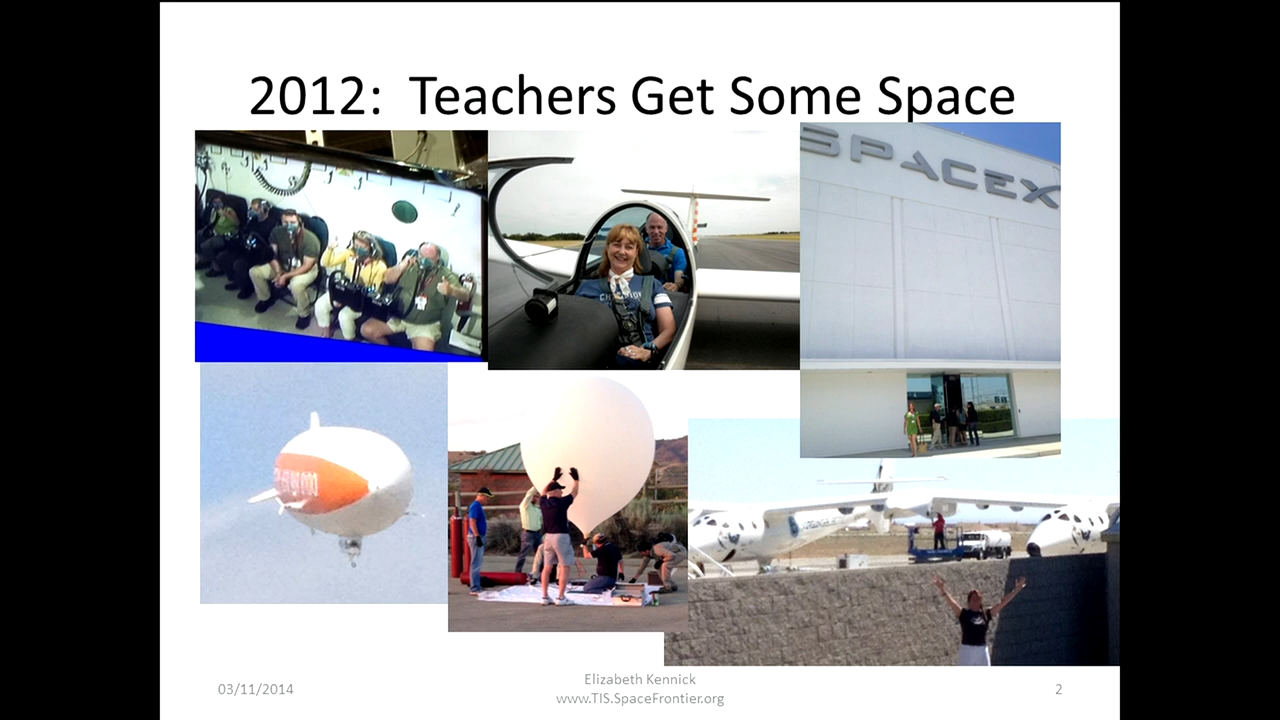 2012:  Teachers Get Some Space
SPACEX
03/11/2014
Elizabeth Kennick
www.TIS.SpaceFrontier.org
2